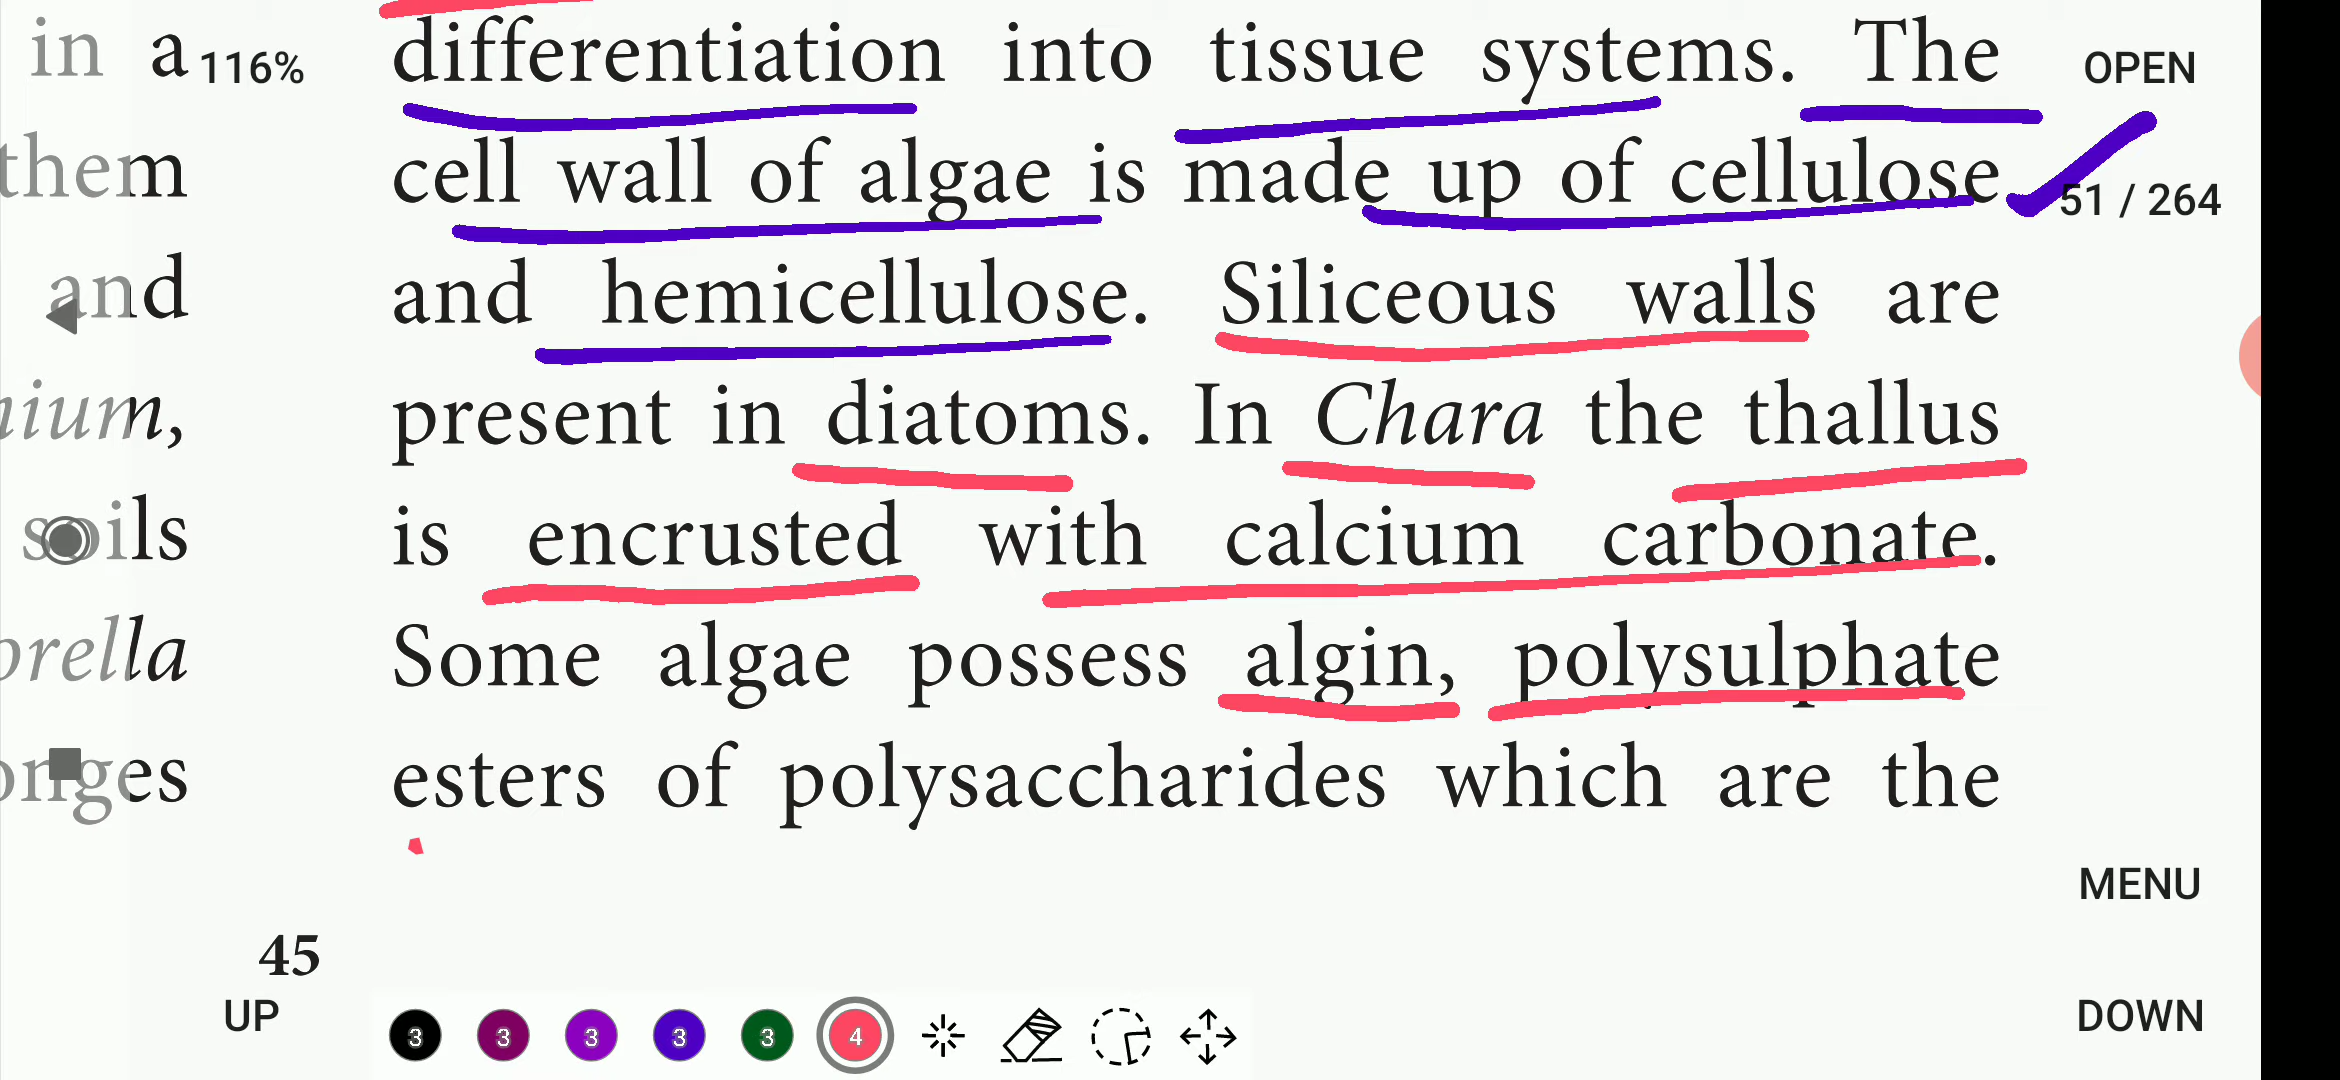 in a
them
and
ium,
soils
orella
onges
45
differentiation into tissue systems. The
cell wall of algae is made up of cellulose
and hemicellulose. Siliceous walls are
present in diatoms. In Chara the thallus
is encrusted with calcium carbonate.
Some algae possess algin, polysulphate
esters of polysaccharides which are the
116%
OPEN
51 / 264
MENU
UP
DOWN
3 3 3 3 3 4